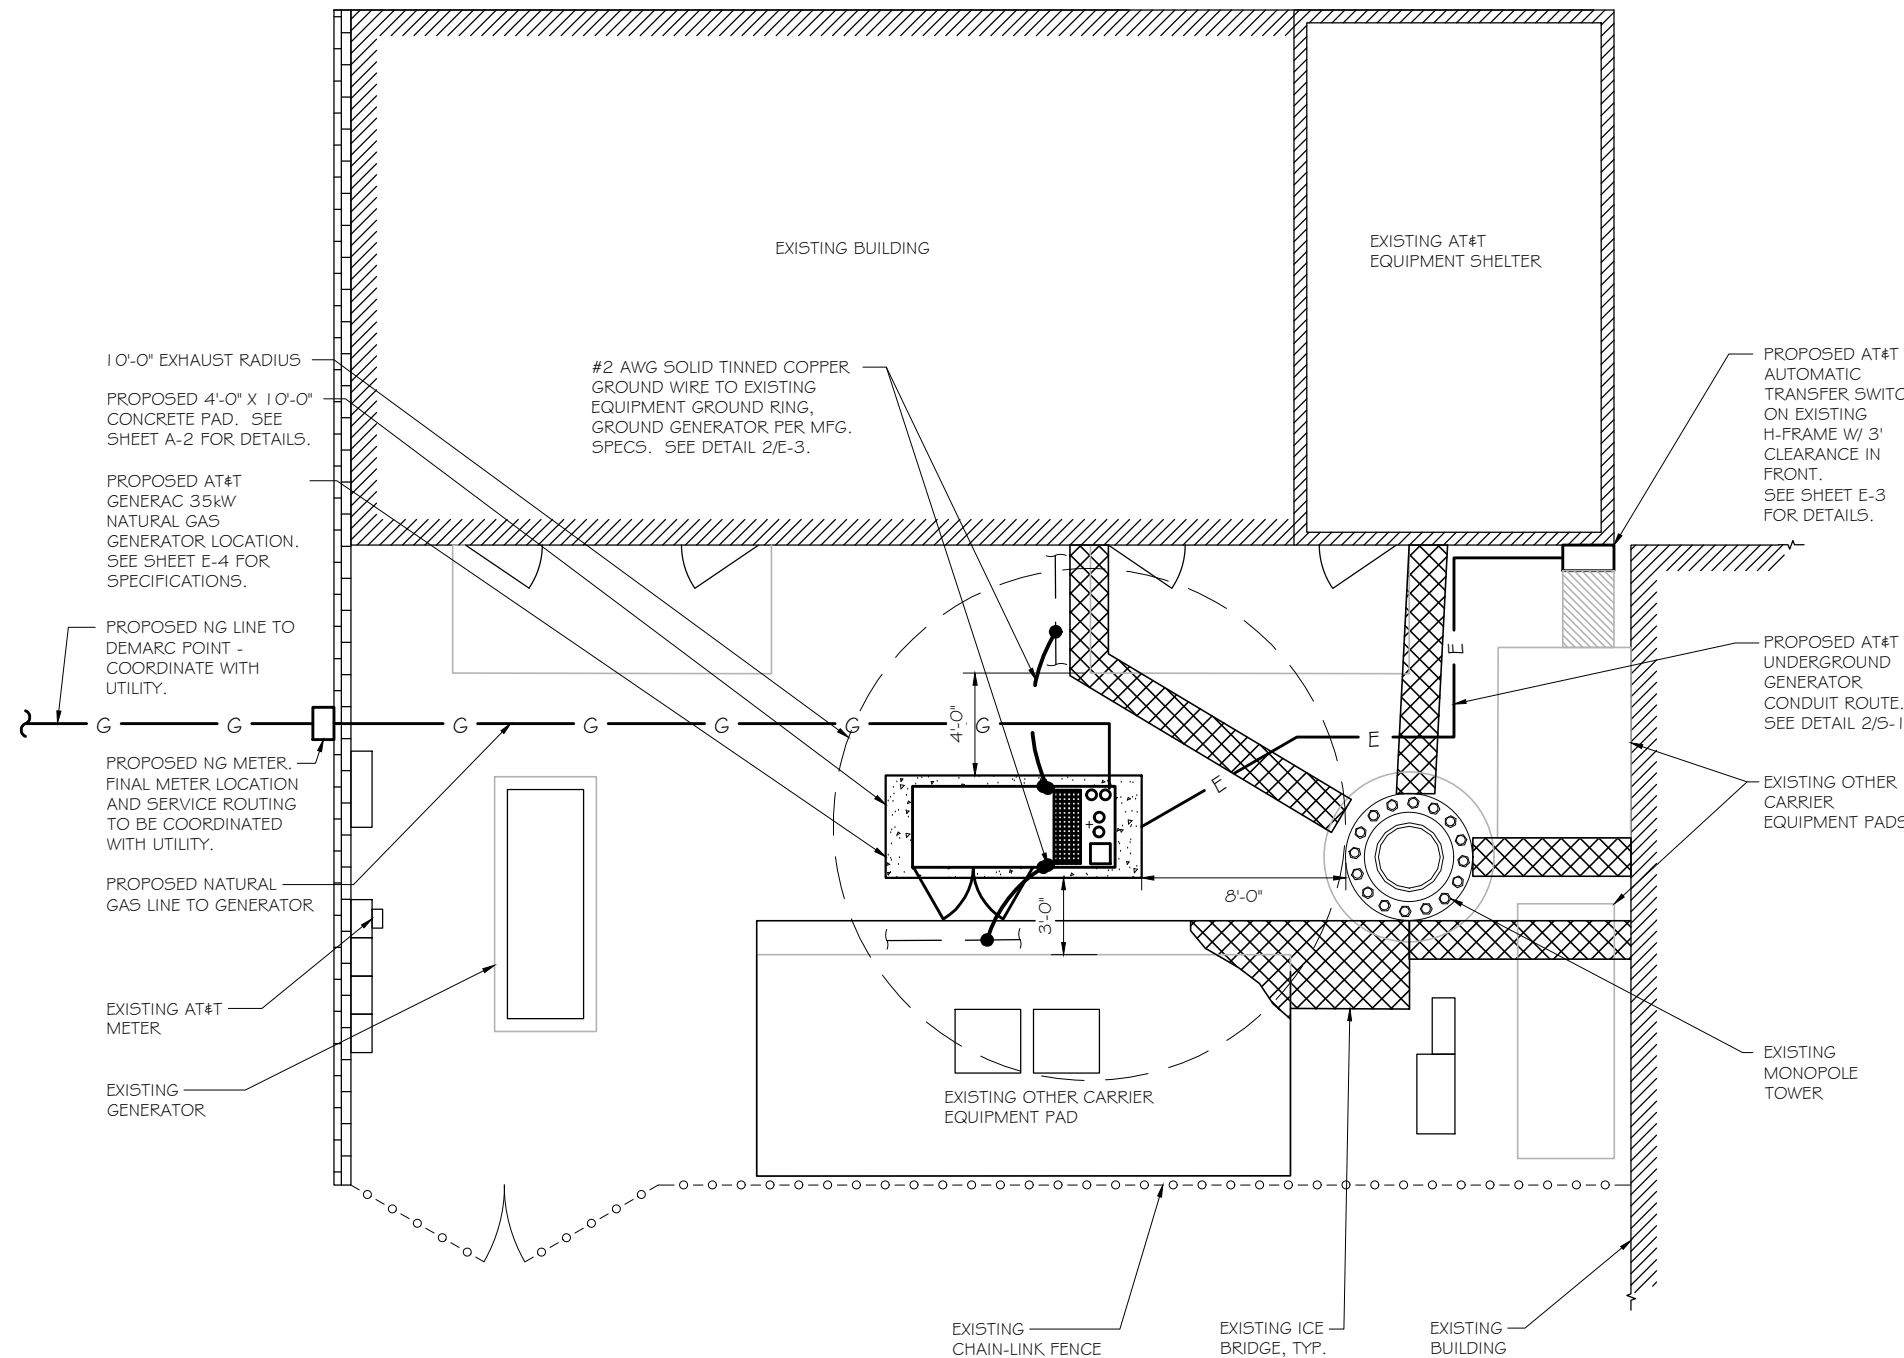 EXISTING BUILDING
EXISTING AT&T
EQUIPMENT SHELTER
10'-0" EXHAUST RADIUS
PROPOSED 4'-0" X 10'-0"
CONCRETE PAD. SEE
SHEET A-2 FOR DETAILS.
PROPOSED AT&T
GENERAC 35kW
NATURAL GAS
GENERATOR LOCATION.
SEE SHEET E-4 FOR
SPECIFICATIONS.
#2 AWG SOLID TINNED COPPER
GROUND WIRE TO EXISTING
EQUIPMENT GROUND RING,
GROUND GENERATOR PER MFG.
SPECS. SEE DETAIL 2/E-3.
PROPOSED AT&T
AUTOMATIC
TRANSFER SWITC
ON EXISTING
H-FRAME W/ 3'
CLEARANCE IN
FRONT.
SEE SHEET E-3
FOR DETAILS.
PROPOSED NG LINE TO
DEMARC POINT -
COORDINATE WITH
UTILITY.
G G G G G G G
4'-0"
E
E
E
PROPOSED AT&T
UNDERGROUND
GENERATOR
CONDUIT ROUTE.
SEE DETAIL 2/S-1
PROPOSED NG METER.
FINAL METER LOCATION
AND SERVICE ROUTING
TO BE COORDINATED
WITH UTILITY.
EXISTING OTHER
CARRIER
EQUIPMENT PADS
PROPOSED NATURAL
GAS LINE TO GENERATOR
8'-0"
3'-0"
EXISTING AT&T
METER
EXISTING
GENERATOR
EXISTING OTHER CARRIER
EQUIPMENT PAD
EXISTING
MONOPOLE
TOWER
EXISTING
CHAIN-LINK FENCE
EXISTING ICE
BRIDGE, TYP.
EXISTING
BUILDING